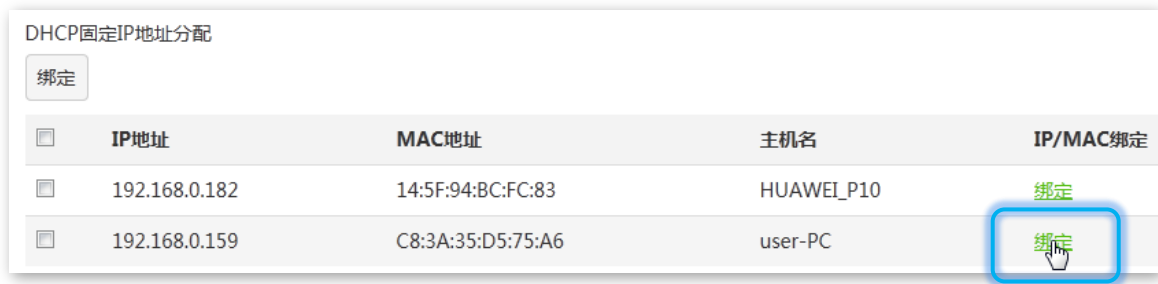 DHCP固定IP地址分配
绑定
IP地址 MAC地址 主机名 IP/MAC绑定
192.168.0.182 14:5F:94:BC:FC:83 HUAWEI_P10 绑定
192.168.0.159 C8:3A:35:D5:75:A6 user-PC 绑定